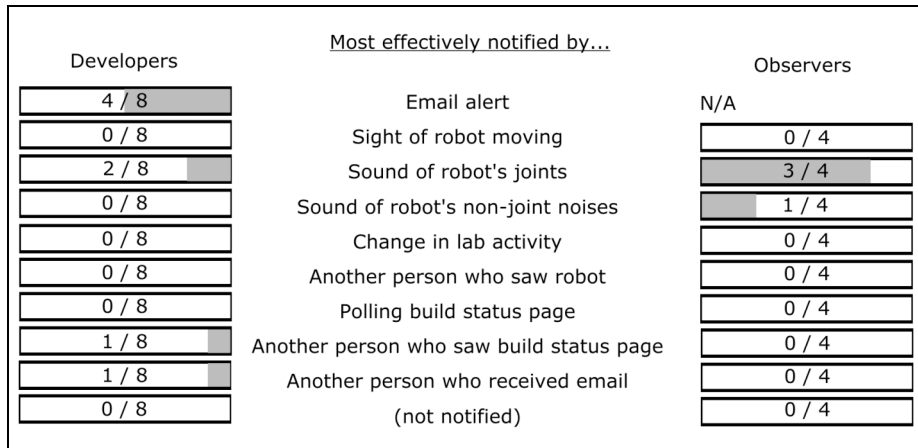 Most effectively notified by...
Developers
Observers
4 / 8 Email alert N/A
0 / 8 Sight of robot moving 0 / 4
2 / 8 Sound of robot's joints 3 / 4
0 / 8 Sound of robot's non-joint noises 1 / 4
0 / 8 Change in lab activity 0 / 4
0 / 8 Another person who saw robot 0 / 4
0 / 8 Polling build status page 0 / 4
1 / 8 Another person who saw build status page 0 / 4
1 / 8 Another person who received email 0 / 4
0 / 8 (not notified) 0 / 4